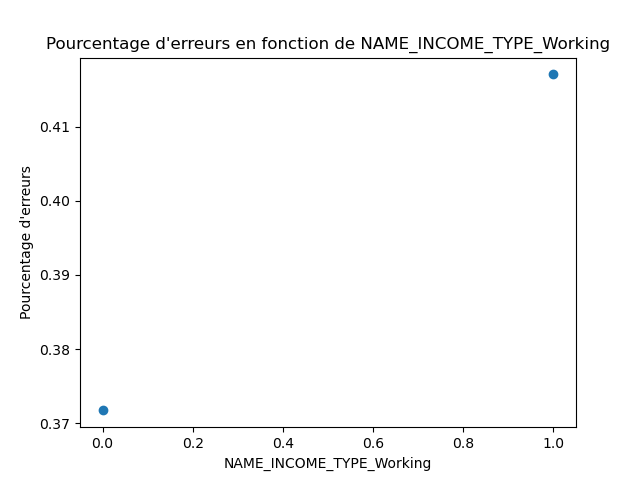 Pourcentage d'erreurs en fonction de NAME_INCOME_TYPE_Working
0.41
0.40
0.39
0.38
0.37
Pourcentage d'erreurs
0.0 0.2 0.4 0.6 0.8 1.0
NAME_INCOME_TYPE_Working